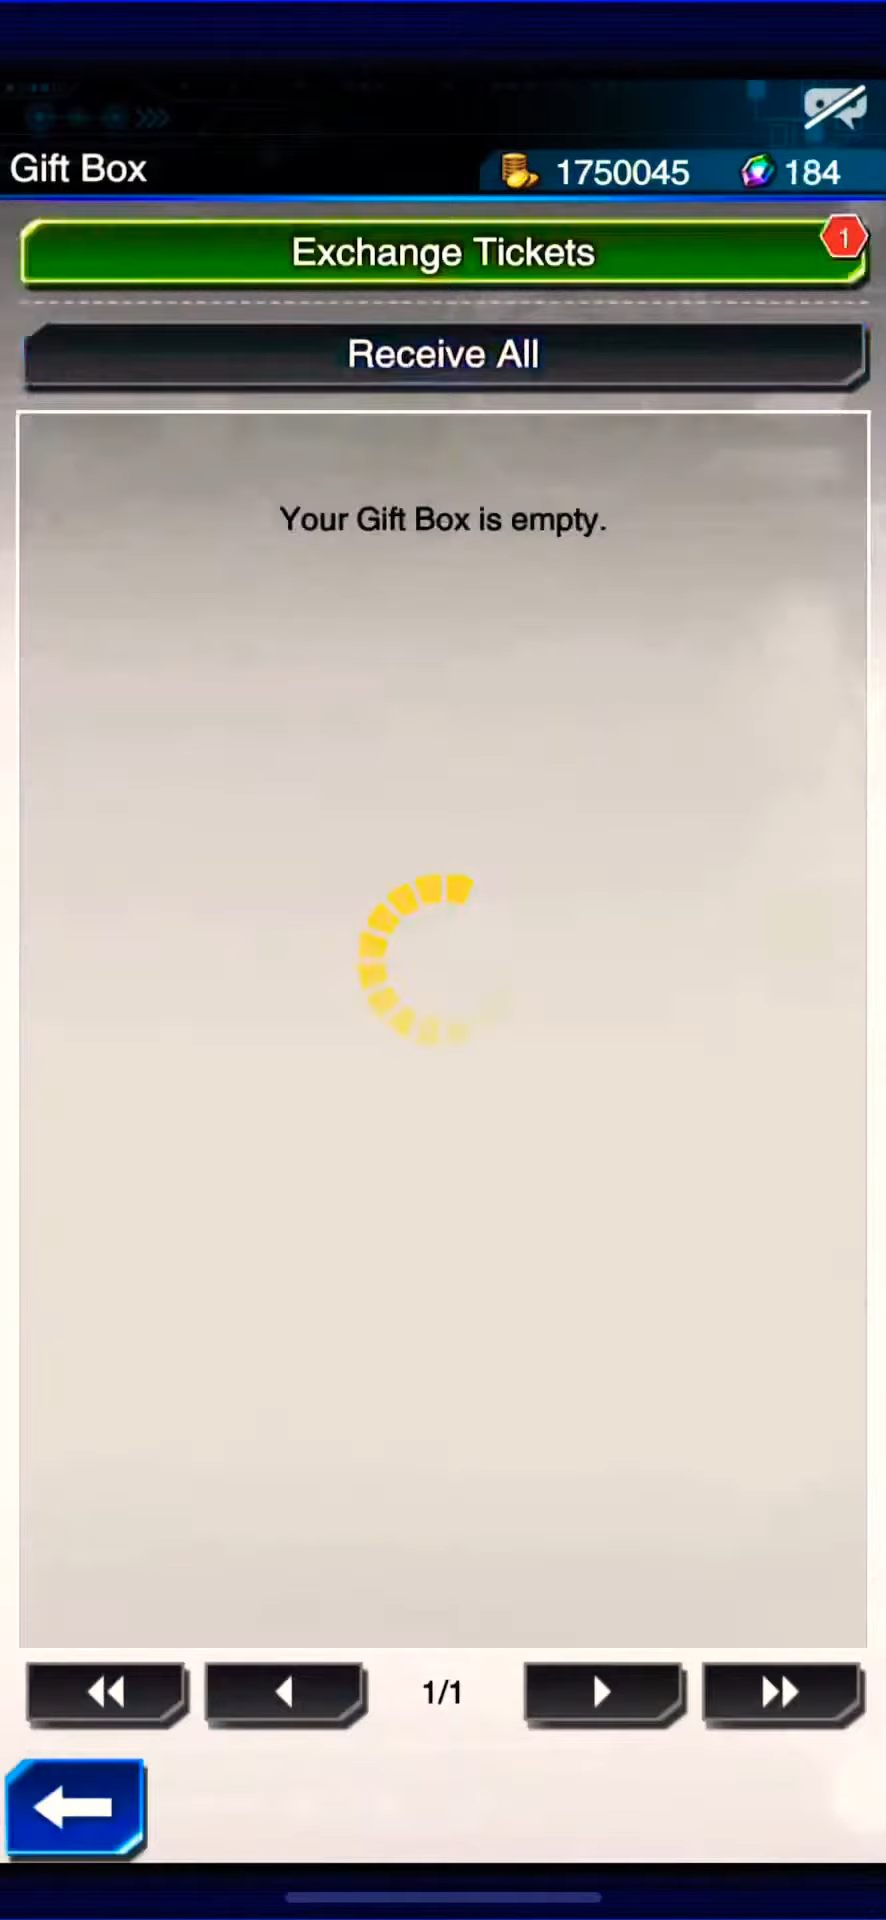 Gift Box
1750045
184
Exchange Tickets
1
Receive All
Your Gift Box is empty.
1/1